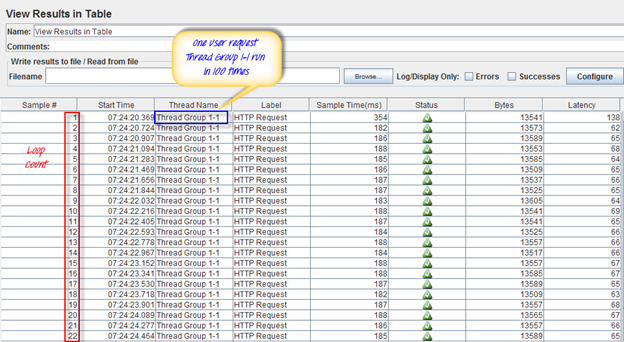 View Results in Table
Name: View Results in Table
Comments:
One user request
Thread Group 1-1 run
in 100 times
Write results to file / Read from file
Filename Browse... Log/Display Only: Errors Successes Configure
Sample # Start Time Thread Name Label Sample Time(ms) Status Bytes Latency
1 07:24:20.369 Thread Group 1-1 HTTP Request 354 13541 138
2 07:24:20.724 Thread Group 1-1 HTTP Request 182 13573 62
3 07:24:20.907 Thread Group 1-1 HTTP Request 186 13589 65
Loop
count
4 07:24:21.094 Thread Group 1-1 HTTP Request 188 13553 68
5 07:24:21.283 Thread Group 1-1 HTTP Request 185 13585 64
6 07:24:21.469 Thread Group 1-1 HTTP Request 186 13509 65
7 07:24:21.656 Thread Group 1-1 HTTP Request 187 13537 66
8 07:24:21.844 Thread Group 1-1 HTTP Request 187 13525 65
9 07:24:22.032 Thread Group 1-1 HTTP Request 183 13605 64
10 07:24:22.216 Thread Group 1-1 HTTP Request 188 13541 69
11 07:24:22.405 Thread Group 1-1 HTTP Request 187 13541 65
12 07:24:22.593 Thread Group 1-1 HTTP Request 184 13525 66
13 07:24:22.778 Thread Group 1-1 HTTP Request 188 13557 67
14 07:24:22.967 Thread Group 1-1 HTTP Request 184 13517 66
15 07:24:23.152 Thread Group 1-1 HTTP Request 188 13557 68
16 07:24:23.341 Thread Group 1-1 HTTP Request 188 13585 67
17 07:24:23.530 Thread Group 1-1 HTTP Request 187 13589 65
18 07:24:23.718 Thread Group 1-1 HTTP Request 182 13509 63
19 07:24:23.901 Thread Group 1-1 HTTP Request 187 13557 68
20 07:24:24.089 Thread Group 1-1 HTTP Request 188 13565 67
21 07:24:24.277 Thread Group 1-1 HTTP Request 186 13557 66
22 07:24:24.464 Thread Group 1-1 HTTP Request 185 13589 65